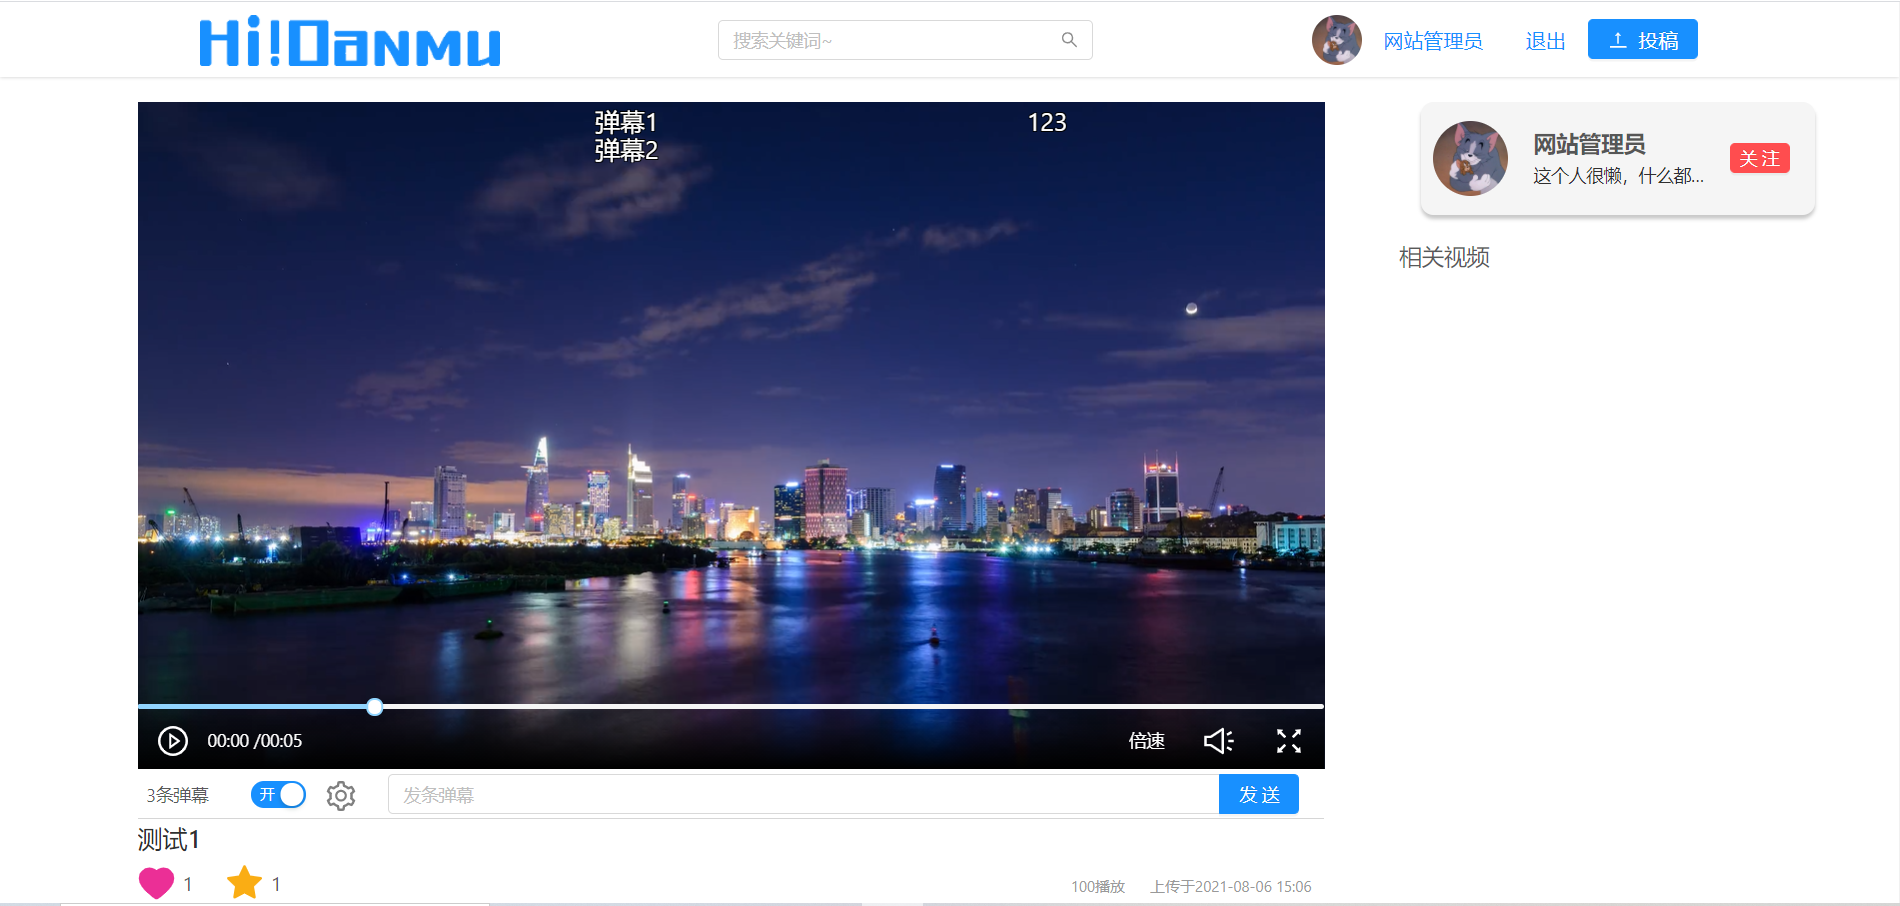 Hi!Danmu
搜索关键词~
网站管理员
退出
投稿
弹幕1
123
弹幕2
网站管理员
这个人很懒，什么都...
关注
相关视频
00:00 /00:05
倍速
3条弹幕
开
发条弹幕
发送
测试1
1
1
100播放
上传于2021-08-06 15:06